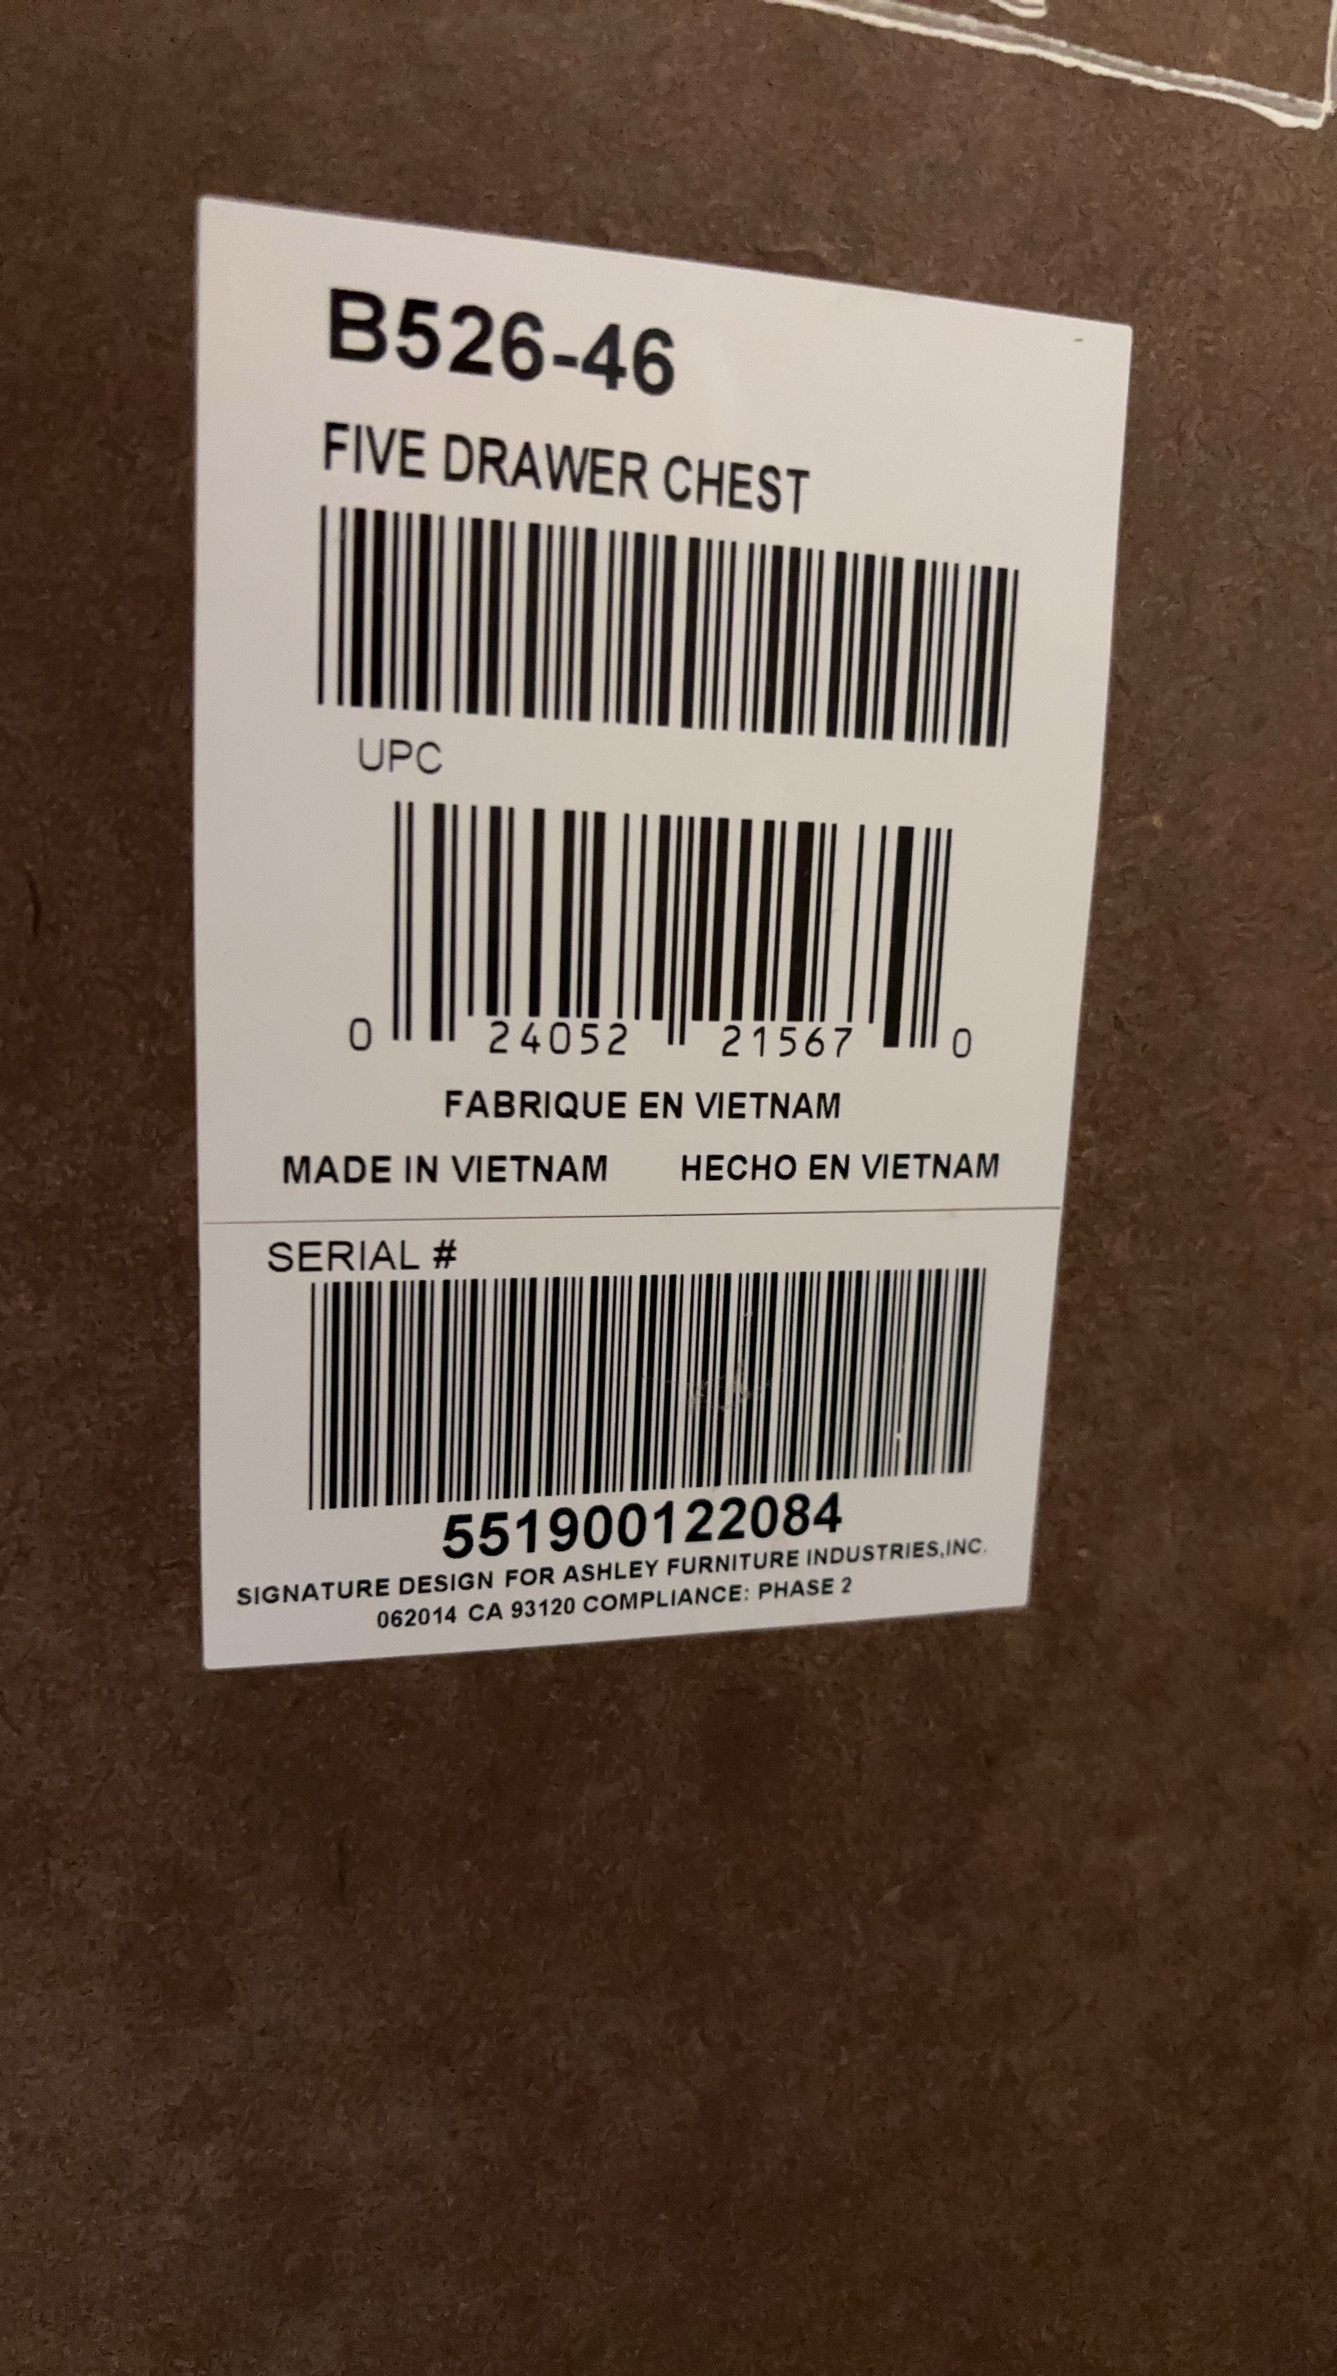 B526-46
FIVE DRAWER CHEST
UPC
0 24052 21567 0
FABRIQUE EN VIETNAM
MADE IN VIETNAM HECHO EN VIETNAM
SERIAL #
551900122084
SIGNATURE DESIGN FOR ASHLEY FURNITURE INDUSTRIES,INC.
062014 CA 93120 COMPLIANCE: PHASE 2